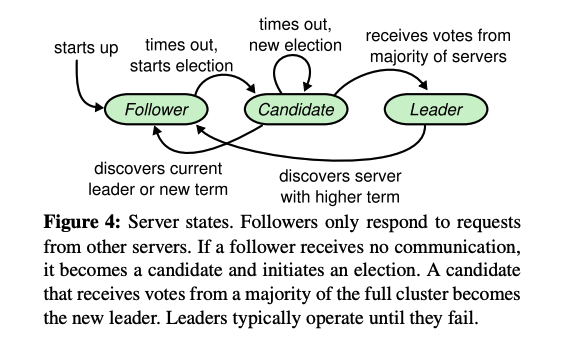 starts up
times out,
starts election
times out,
new election
receives votes from
majority of servers
Follower
Candidate
Leader
discovers current
leader or new term
discovers server
with higher term
Figure 4: Server states. Followers only respond to requests
from other servers. If a follower receives no communication,
it becomes a candidate and initiates an election. A candidate
that receives votes from a majority of the full cluster becomes
the new leader. Leaders typically operate until they fail.